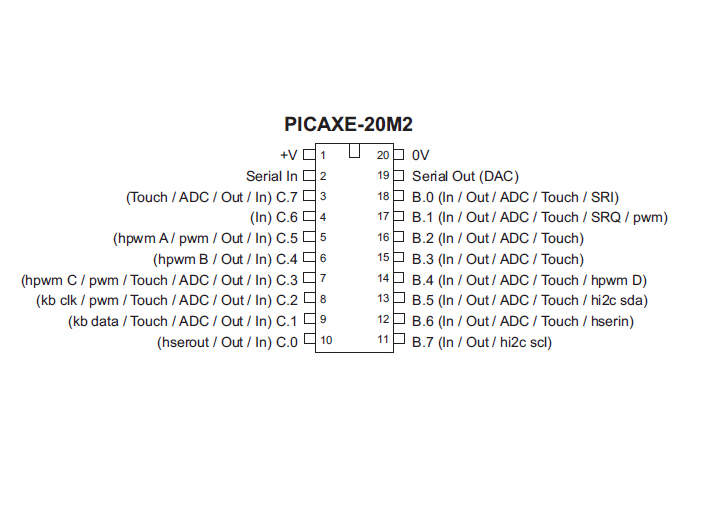 PICAXE-20M2
+V 1 20 0V
Serial In 2 19 Serial Out (DAC)
(Touch / ADC / Out / In) C.7 3 18 B.0 (In / Out / ADC / Touch / SRI)
(In) C.6 4 17 B.1 (In / Out / ADC / Touch / SRQ / pwm)
(hpwm A / pwm / Out / In) C.5 5 16 B.2 (In / Out / ADC / Touch)
(hpwm B / Out / In) C.4 6 15 B.3 (In / Out / ADC / Touch)
(hpwm C / pwm / Touch / ADC / Out / In) C.3 7 14 B.4 (In / Out / ADC / Touch / hpwm D)
(kb clk / pwm / Touch / ADC / Out / In) C.2 8 13 B.5 (In / Out / ADC / Touch / hi2c sda)
(kb data / Touch / ADC / Out / In) C.1 9 12 B.6 (In / Out / ADC / Touch / hserin)
(hserout / Out / In) C.0 10 11 B.7 (In / Out / hi2c scl)